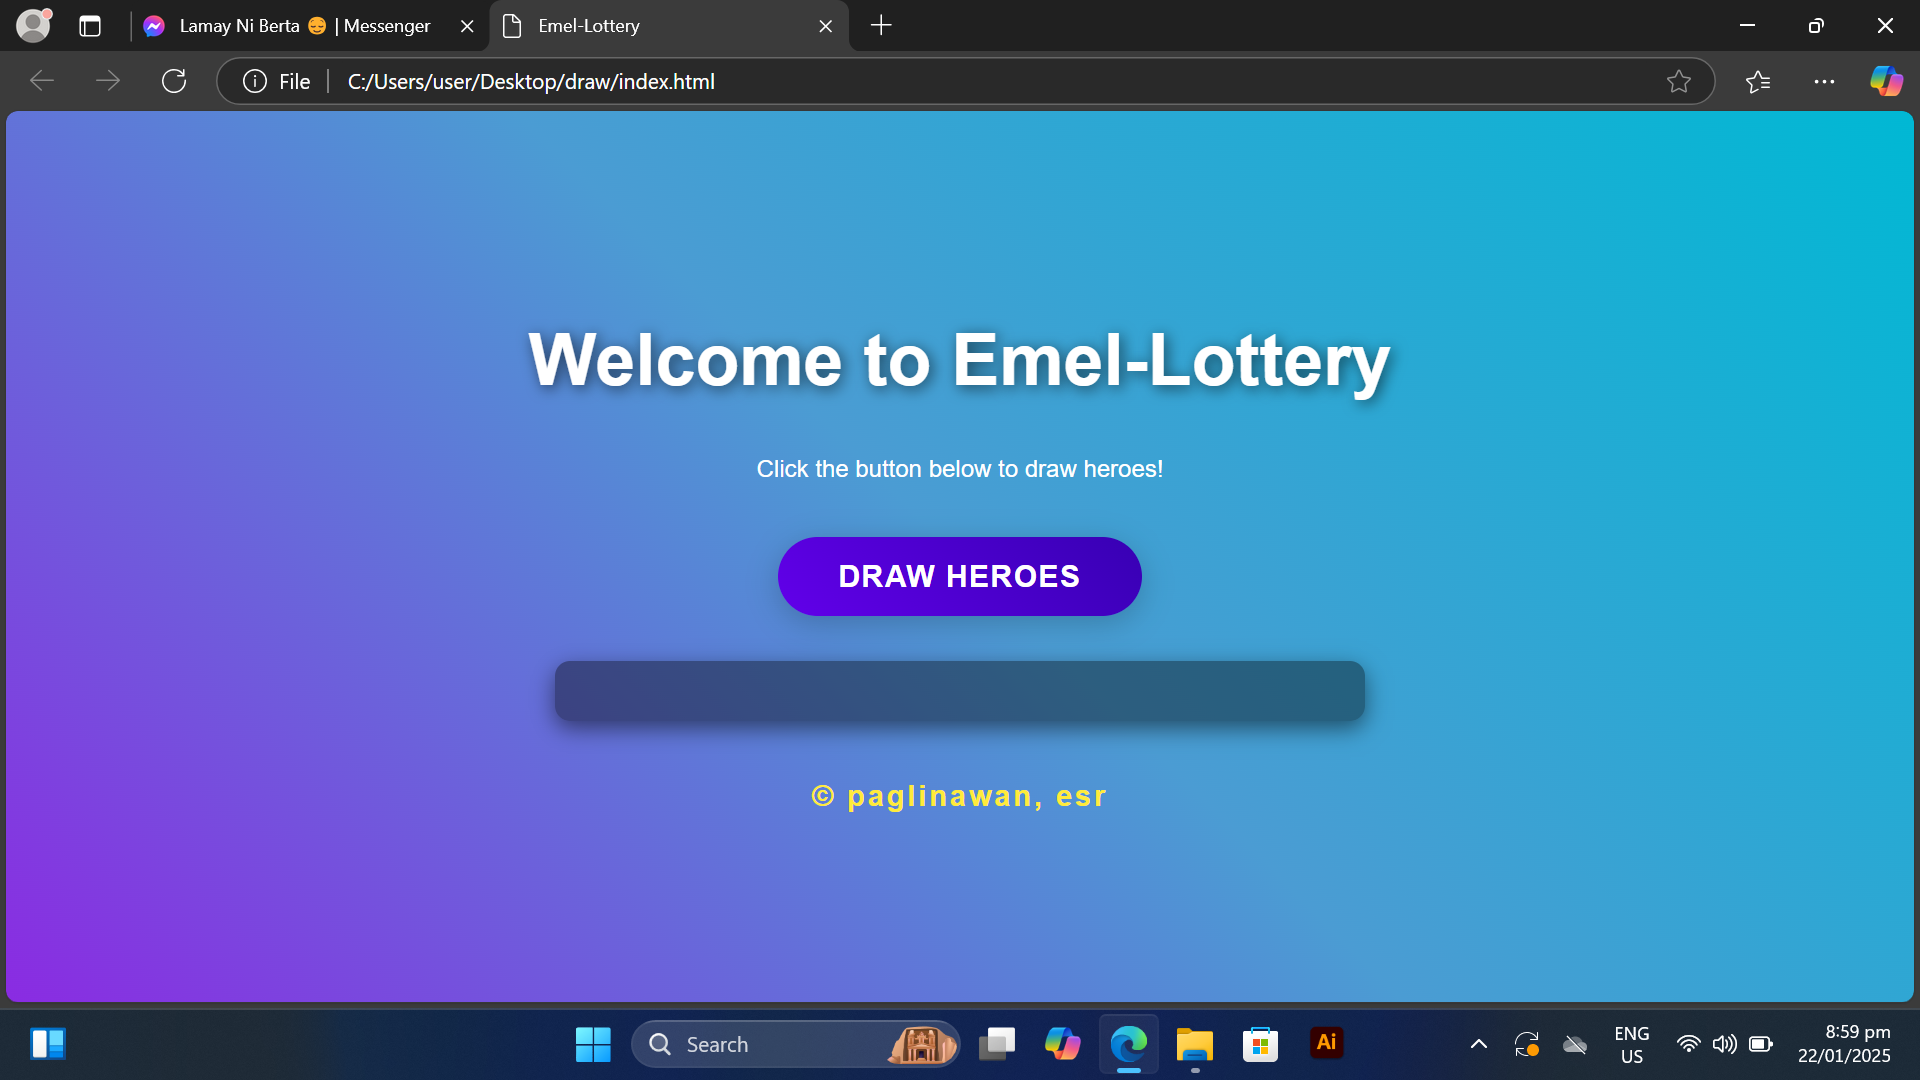 Lamay Ni Berta 😌 | Messenger
Emel-Lottery
File
C:/Users/user/Desktop/draw/index.html
Welcome to Emel-Lottery
Click the button below to draw heroes!
DRAW HEROES
© paglinawan, esr
Search
Ai
ENG
US
8:59 pm
22/01/2025